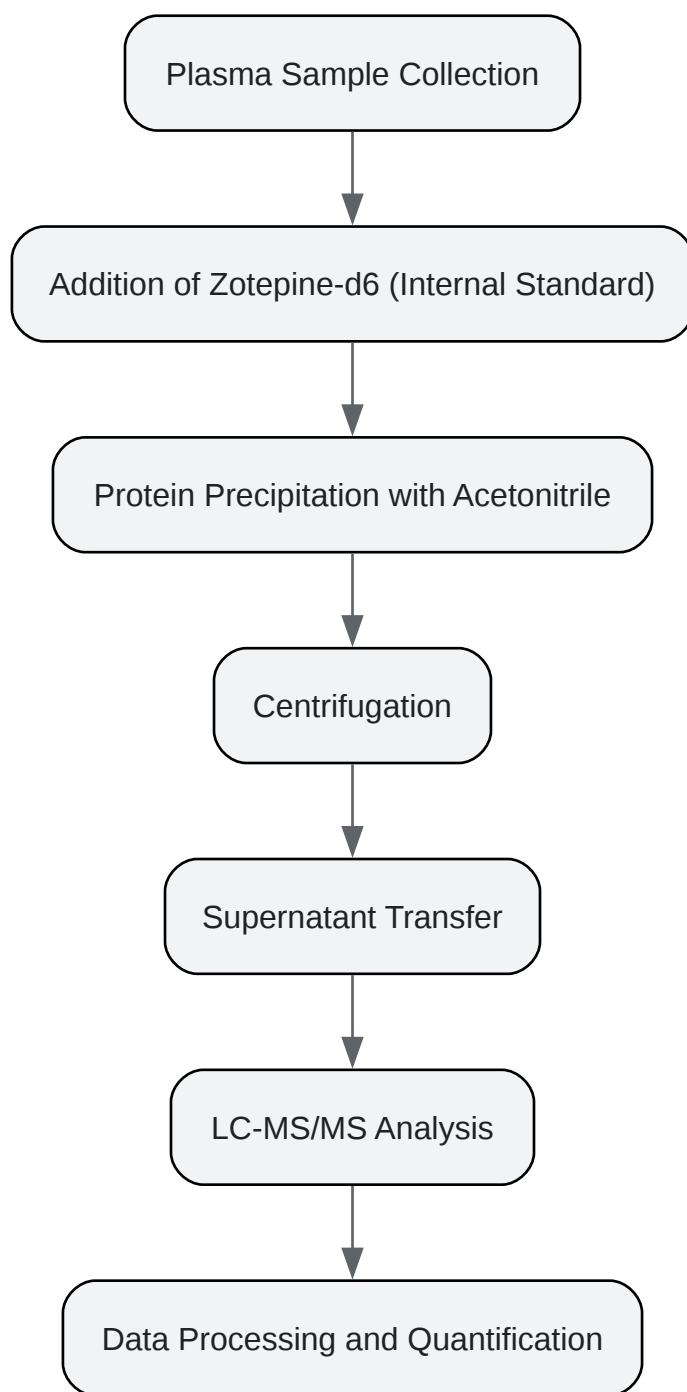 Plasma Sample Collection
Addition of Zotepine-d6 (Internal Standard)
Protein Precipitation with Acetonitrile
Centrifugation
Supernatant Transfer
LC-MS/MS Analysis
Data Processing and Quantification